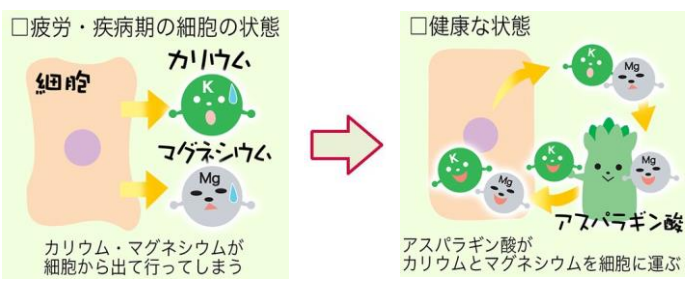 □疲労・疾病期の細胞の状態
細胞
カリウム
K
マグネシウム
Mg
カリウム・マグネシウムが
細胞から出て行ってしまう
□健康な状態
K
Mg
K
Mg
K
Mg
アスパラギン酸
アスパラギン酸が
カリウムとマグネシウムを細胞に運ぶ